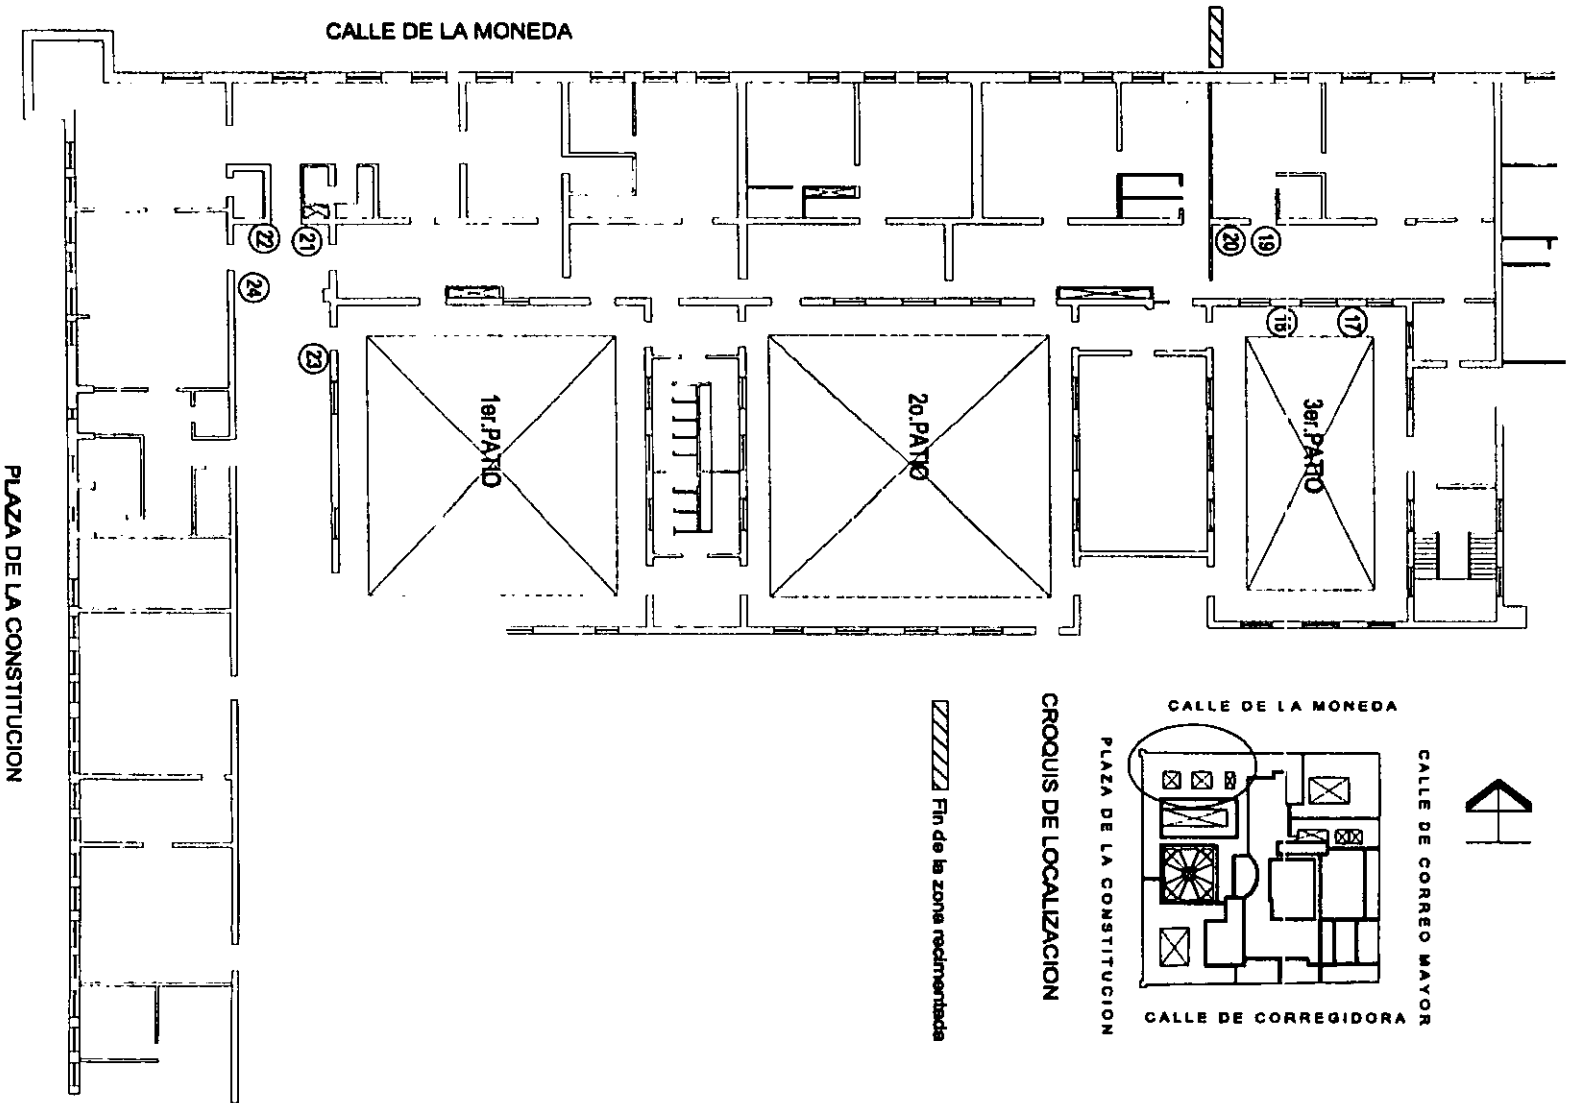 CALLE DE LA MONEDA
22
21
20
19
24
23
18
17
1er.PATIO
2o.PATIO
3er.PATIO
PLAZA DE LA CONSTITUCION
Fin de la zona recimentada
CROQUIS DE LOCALIZACION
CALLE DE LA MONEDA
PLAZA DE LA CONSTITUCION
CALLE DE CORREO MAYOR
CALLE DE CORREGIDORA